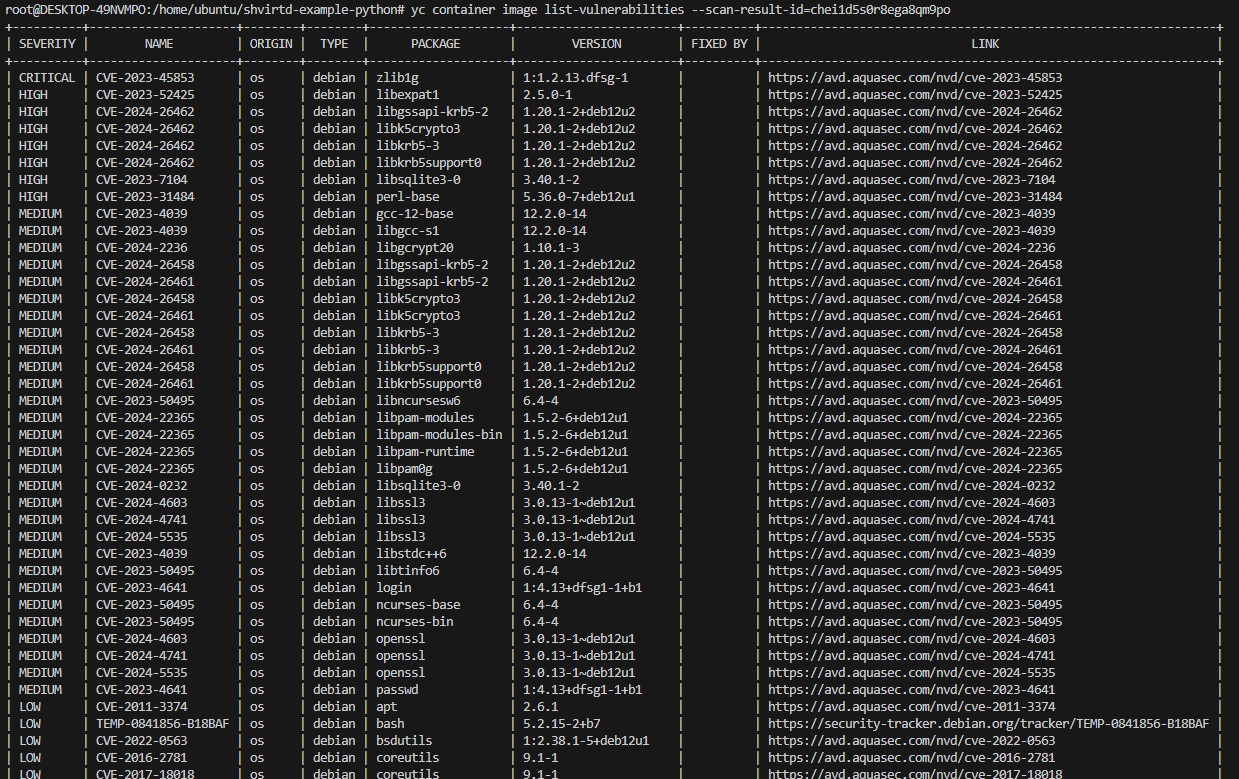 root@DESKTOP-49NVMPO:/home/ubuntu/shvirtd-example-python# yc container image list-vulnerabilities --scan-result-id=chei1d5s0r8ega8qm9po
| SEVERITY | NAME | ORIGIN | TYPE | PACKAGE | VERSION | FIXED BY | LINK |
| CRITICAL | CVE-2023-45853 | os | debian | zlib1g | 1:1.2.13.dfsg-1 | | https://avd.aquasec.com/nvd/cve-2023-45853 |
| HIGH | CVE-2023-52425 | os | debian | libexpat1 | 2.5.0-1 | | https://avd.aquasec.com/nvd/cve-2023-52425 |
| HIGH | CVE-2024-26462 | os | debian | libgssapi-krb5-2 | 1.20.1-2+deb12u2 | | https://avd.aquasec.com/nvd/cve-2024-26462 |
| HIGH | CVE-2024-26462 | os | debian | libk5crypto3 | 1.20.1-2+deb12u2 | | https://avd.aquasec.com/nvd/cve-2024-26462 |
| HIGH | CVE-2024-26462 | os | debian | libkrb5-3 | 1.20.1-2+deb12u2 | | https://avd.aquasec.com/nvd/cve-2024-26462 |
| HIGH | CVE-2024-26462 | os | debian | libkrb5support0 | 1.20.1-2+deb12u2 | | https://avd.aquasec.com/nvd/cve-2024-26462 |
| HIGH | CVE-2023-7104 | os | debian | libsqlite3-0 | 3.40.1-2 | | https://avd.aquasec.com/nvd/cve-2023-7104 |
| HIGH | CVE-2023-31484 | os | debian | perl-base | 5.36.0-7+deb12u1 | | https://avd.aquasec.com/nvd/cve-2023-31484 |
| MEDIUM | CVE-2023-4039 | os | debian | gcc-12-base | 12.2.0-14 | | https://avd.aquasec.com/nvd/cve-2023-4039 |
| MEDIUM | CVE-2023-4039 | os | debian | libgcc-s1 | 12.2.0-14 | | https://avd.aquasec.com/nvd/cve-2023-4039 |
| MEDIUM | CVE-2024-2236 | os | debian | libgcrypt20 | 1.10.1-3 | | https://avd.aquasec.com/nvd/cve-2024-2236 |
| MEDIUM | CVE-2024-26458 | os | debian | libgssapi-krb5-2 | 1.20.1-2+deb12u2 | | https://avd.aquasec.com/nvd/cve-2024-26458 |
| MEDIUM | CVE-2024-26461 | os | debian | libgssapi-krb5-2 | 1.20.1-2+deb12u2 | | https://avd.aquasec.com/nvd/cve-2024-26461 |
| MEDIUM | CVE-2024-26458 | os | debian | libk5crypto3 | 1.20.1-2+deb12u2 | | https://avd.aquasec.com/nvd/cve-2024-26458 |
| MEDIUM | CVE-2024-26461 | os | debian | libk5crypto3 | 1.20.1-2+deb12u2 | | https://avd.aquasec.com/nvd/cve-2024-26461 |
| MEDIUM | CVE-2024-26458 | os | debian | libkrb5-3 | 1.20.1-2+deb12u2 | | https://avd.aquasec.com/nvd/cve-2024-26458 |
| MEDIUM | CVE-2024-26461 | os | debian | libkrb5-3 | 1.20.1-2+deb12u2 | | https://avd.aquasec.com/nvd/cve-2024-26461 |
| MEDIUM | CVE-2024-26458 | os | debian | libkrb5support0 | 1.20.1-2+deb12u2 | | https://avd.aquasec.com/nvd/cve-2024-26458 |
| MEDIUM | CVE-2024-26461 | os | debian | libkrb5support0 | 1.20.1-2+deb12u2 | | https://avd.aquasec.com/nvd/cve-2024-26461 |
| MEDIUM | CVE-2023-50495 | os | debian | libncursesw6 | 6.4-4 | | https://avd.aquasec.com/nvd/cve-2023-50495 |
| MEDIUM | CVE-2024-22365 | os | debian | libpam-modules | 1.5.2-6+deb12u1 | | https://avd.aquasec.com/nvd/cve-2024-22365 |
| MEDIUM | CVE-2024-22365 | os | debian | libpam-modules-bin | 1.5.2-6+deb12u1 | | https://avd.aquasec.com/nvd/cve-2024-22365 |
| MEDIUM | CVE-2024-22365 | os | debian | libpam-runtime | 1.5.2-6+deb12u1 | | https://avd.aquasec.com/nvd/cve-2024-22365 |
| MEDIUM | CVE-2024-22365 | os | debian | libpam0g | 1.5.2-6+deb12u1 | | https://avd.aquasec.com/nvd/cve-2024-22365 |
| MEDIUM | CVE-2024-0232 | os | debian | libsqlite3-0 | 3.40.1-2 | | https://avd.aquasec.com/nvd/cve-2024-0232 |
| MEDIUM | CVE-2024-4603 | os | debian | libssl3 | 3.0.13-1~deb12u1 | | https://avd.aquasec.com/nvd/cve-2024-4603 |
| MEDIUM | CVE-2024-4741 | os | debian | libssl3 | 3.0.13-1~deb12u1 | | https://avd.aquasec.com/nvd/cve-2024-4741 |
| MEDIUM | CVE-2024-5535 | os | debian | libssl3 | 3.0.13-1~deb12u1 | | https://avd.aquasec.com/nvd/cve-2024-5535 |
| MEDIUM | CVE-2023-4039 | os | debian | libstdc++6 | 12.2.0-14 | | https://avd.aquasec.com/nvd/cve-2023-4039 |
| MEDIUM | CVE-2023-50495 | os | debian | libtinfo6 | 6.4-4 | | https://avd.aquasec.com/nvd/cve-2023-50495 |
| MEDIUM | CVE-2023-4641 | os | debian | login | 1:4.13+dfsg1-1+b1 | | https://avd.aquasec.com/nvd/cve-2023-4641 |
| MEDIUM | CVE-2023-50495 | os | debian | ncurses-base | 6.4-4 | | https://avd.aquasec.com/nvd/cve-2023-50495 |
| MEDIUM | CVE-2023-50495 | os | debian | ncurses-bin | 6.4-4 | | https://avd.aquasec.com/nvd/cve-2023-50495 |
| MEDIUM | CVE-2024-4603 | os | debian | openssl | 3.0.13-1~deb12u1 | | https://avd.aquasec.com/nvd/cve-2024-4603 |
| MEDIUM | CVE-2024-4741 | os | debian | openssl | 3.0.13-1~deb12u1 | | https://avd.aquasec.com/nvd/cve-2024-4741 |
| MEDIUM | CVE-2024-5535 | os | debian | openssl | 3.0.13-1~deb12u1 | | https://avd.aquasec.com/nvd/cve-2024-5535 |
| MEDIUM | CVE-2023-4641 | os | debian | passwd | 1:4.13+dfsg1-1+b1 | | https://avd.aquasec.com/nvd/cve-2023-4641 |
| LOW | CVE-2011-3374 | os | debian | apt | 2.6.1 | | https://avd.aquasec.com/nvd/cve-2011-3374 |
| LOW | TEMP-0841856-B18BAF | os | debian | bash | 5.2.15-2+b7 | | https://security-tracker.debian.org/tracker/TEMP-0841856-B18BAF |
| LOW | CVE-2022-0563 | os | debian | bsdutils | 1:2.38.1-5+deb12u1 | | https://avd.aquasec.com/nvd/cve-2022-0563 |
| LOW | CVE-2016-2781 | os | debian | coreutils | 9.1-1 | | https://avd.aquasec.com/nvd/cve-2016-2781 |
| LOW | CVE-2017-18018 | os | debian | coreutils | 9.1-1 | | https://avd.aquasec.com/nvd/cve-2017-18018 |